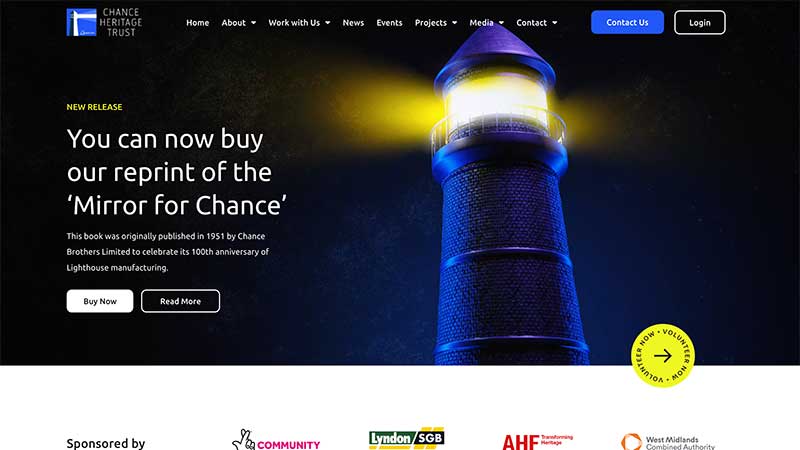 CHANCE
HERITAGE
TRUST
Home About Work with Us News Events Projects Media Contact Contact Us Login
NEW RELEASE
You can now buy
our reprint of the
‘Mirror for Chance’
This book was originally published in 1951 by Chance
Brothers Limited to celebrate its 100th anniversary of
Lighthouse manufacturing.
Buy Now Read More
VOLUNTEER NOW • VOLUNTEER NOW •
Sponsored by
COMMUNITY
Lyndon SGB
AHF Transforming
Heritage
West Midlands
Combined Authority